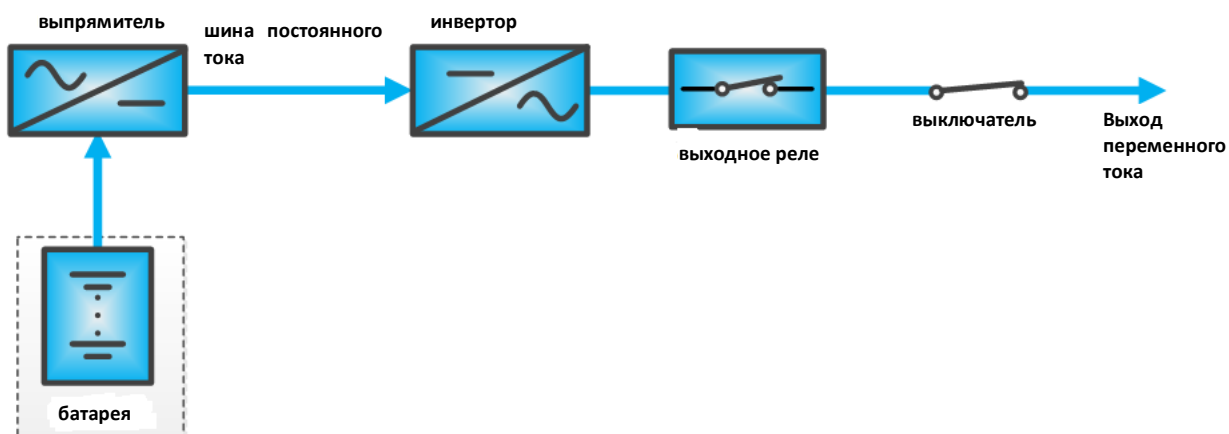 выпрямитель
шина постоянного
тока
инвертор
выходное реле
выключатель
Выход
переменного
тока
батарея